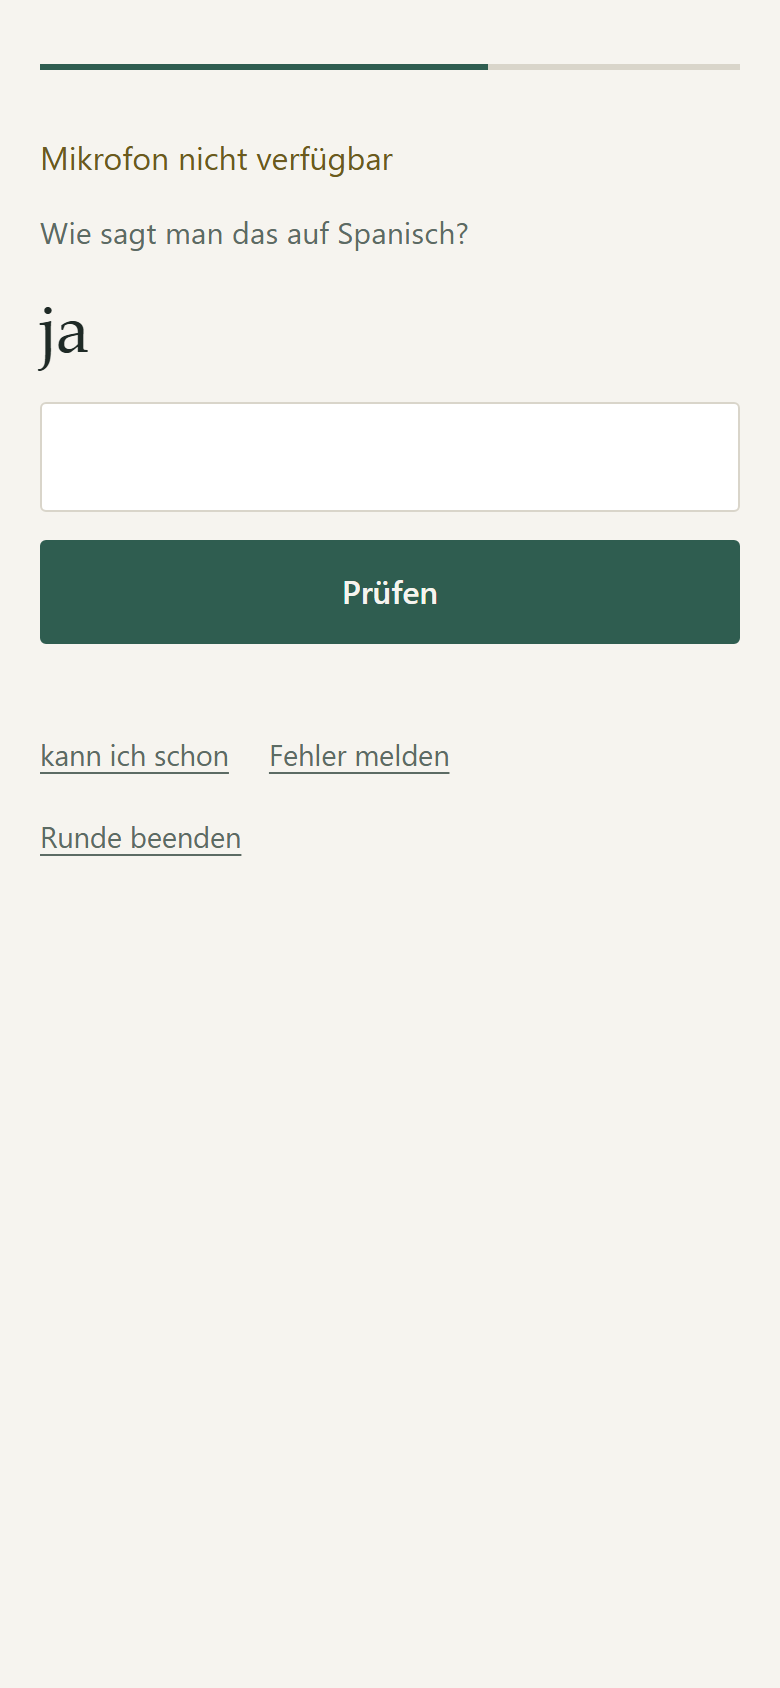 Mikrofon nicht verfügbar
Wie sagt man das auf Spanisch?
ja
Prüfen
kann ich schon Fehler melden
Runde beenden